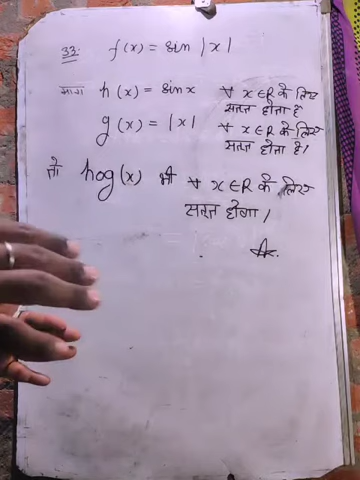 33. f(x) = sin |x|
माना h(x) = sin x ∀ x∈R के लिए
सतत होता है
g(x) = |x| ∀ x∈R के लिए
सतत होता है।
तो hog(x) भी ∀ x∈R के लिए
सतत होगा।